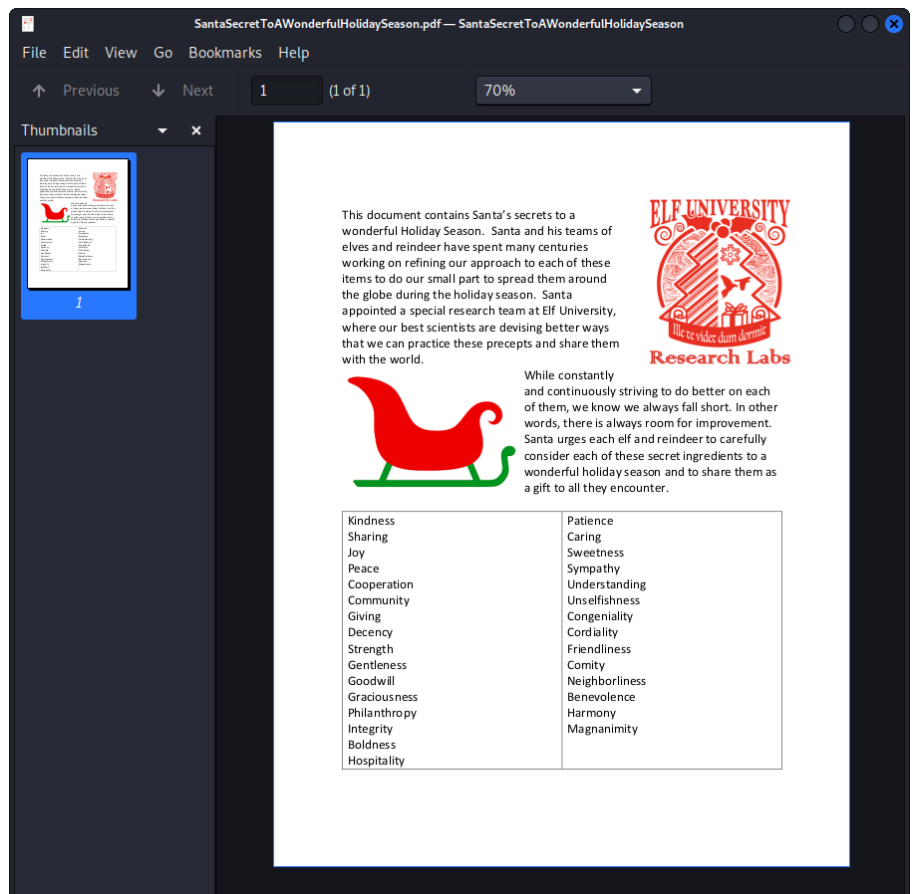 SantaSecretToAWonderfulHolidaySeason.pdf — SantaSecretToAWonderfulHolidaySeason
File Edit View Go Bookmarks Help
Previous Next 1 (1 of 1) 70%
Thumbnails
1
This document contains Santa's secrets to a
wonderful Holiday Season. Santa and his teams of
elves and reindeer have spent many centuries
working on refining our approach to each of these
items to do our small part to spread them around
the globe during the holiday season. Santa
appointed a special research team at Elf University,
where our best scientists are devising better ways
that we can practice these precepts and share them
with the world.
ELF UNIVERSITY
Ille te videt dum dormit
Research Labs
While constantly
and continuously striving to do better on each
of them, we know we always fall short. In other
words, there is always room for improvement.
Santa urges each elf and reindeer to carefully
consider each of these secret ingredients to a
wonderful holiday season and to share them as
a gift to all they encounter.
Kindness
Sharing
Joy
Peace
Cooperation
Community
Giving
Decency
Strength
Gentleness
Goodwill
Graciousness
Philanthropy
Integrity
Boldness
Hospitality
Patience
Caring
Sweetness
Sympathy
Understanding
Unselfishness
Congeniality
Cordiality
Friendliness
Comity
Neighborliness
Benevolence
Harmony
Magnanimity